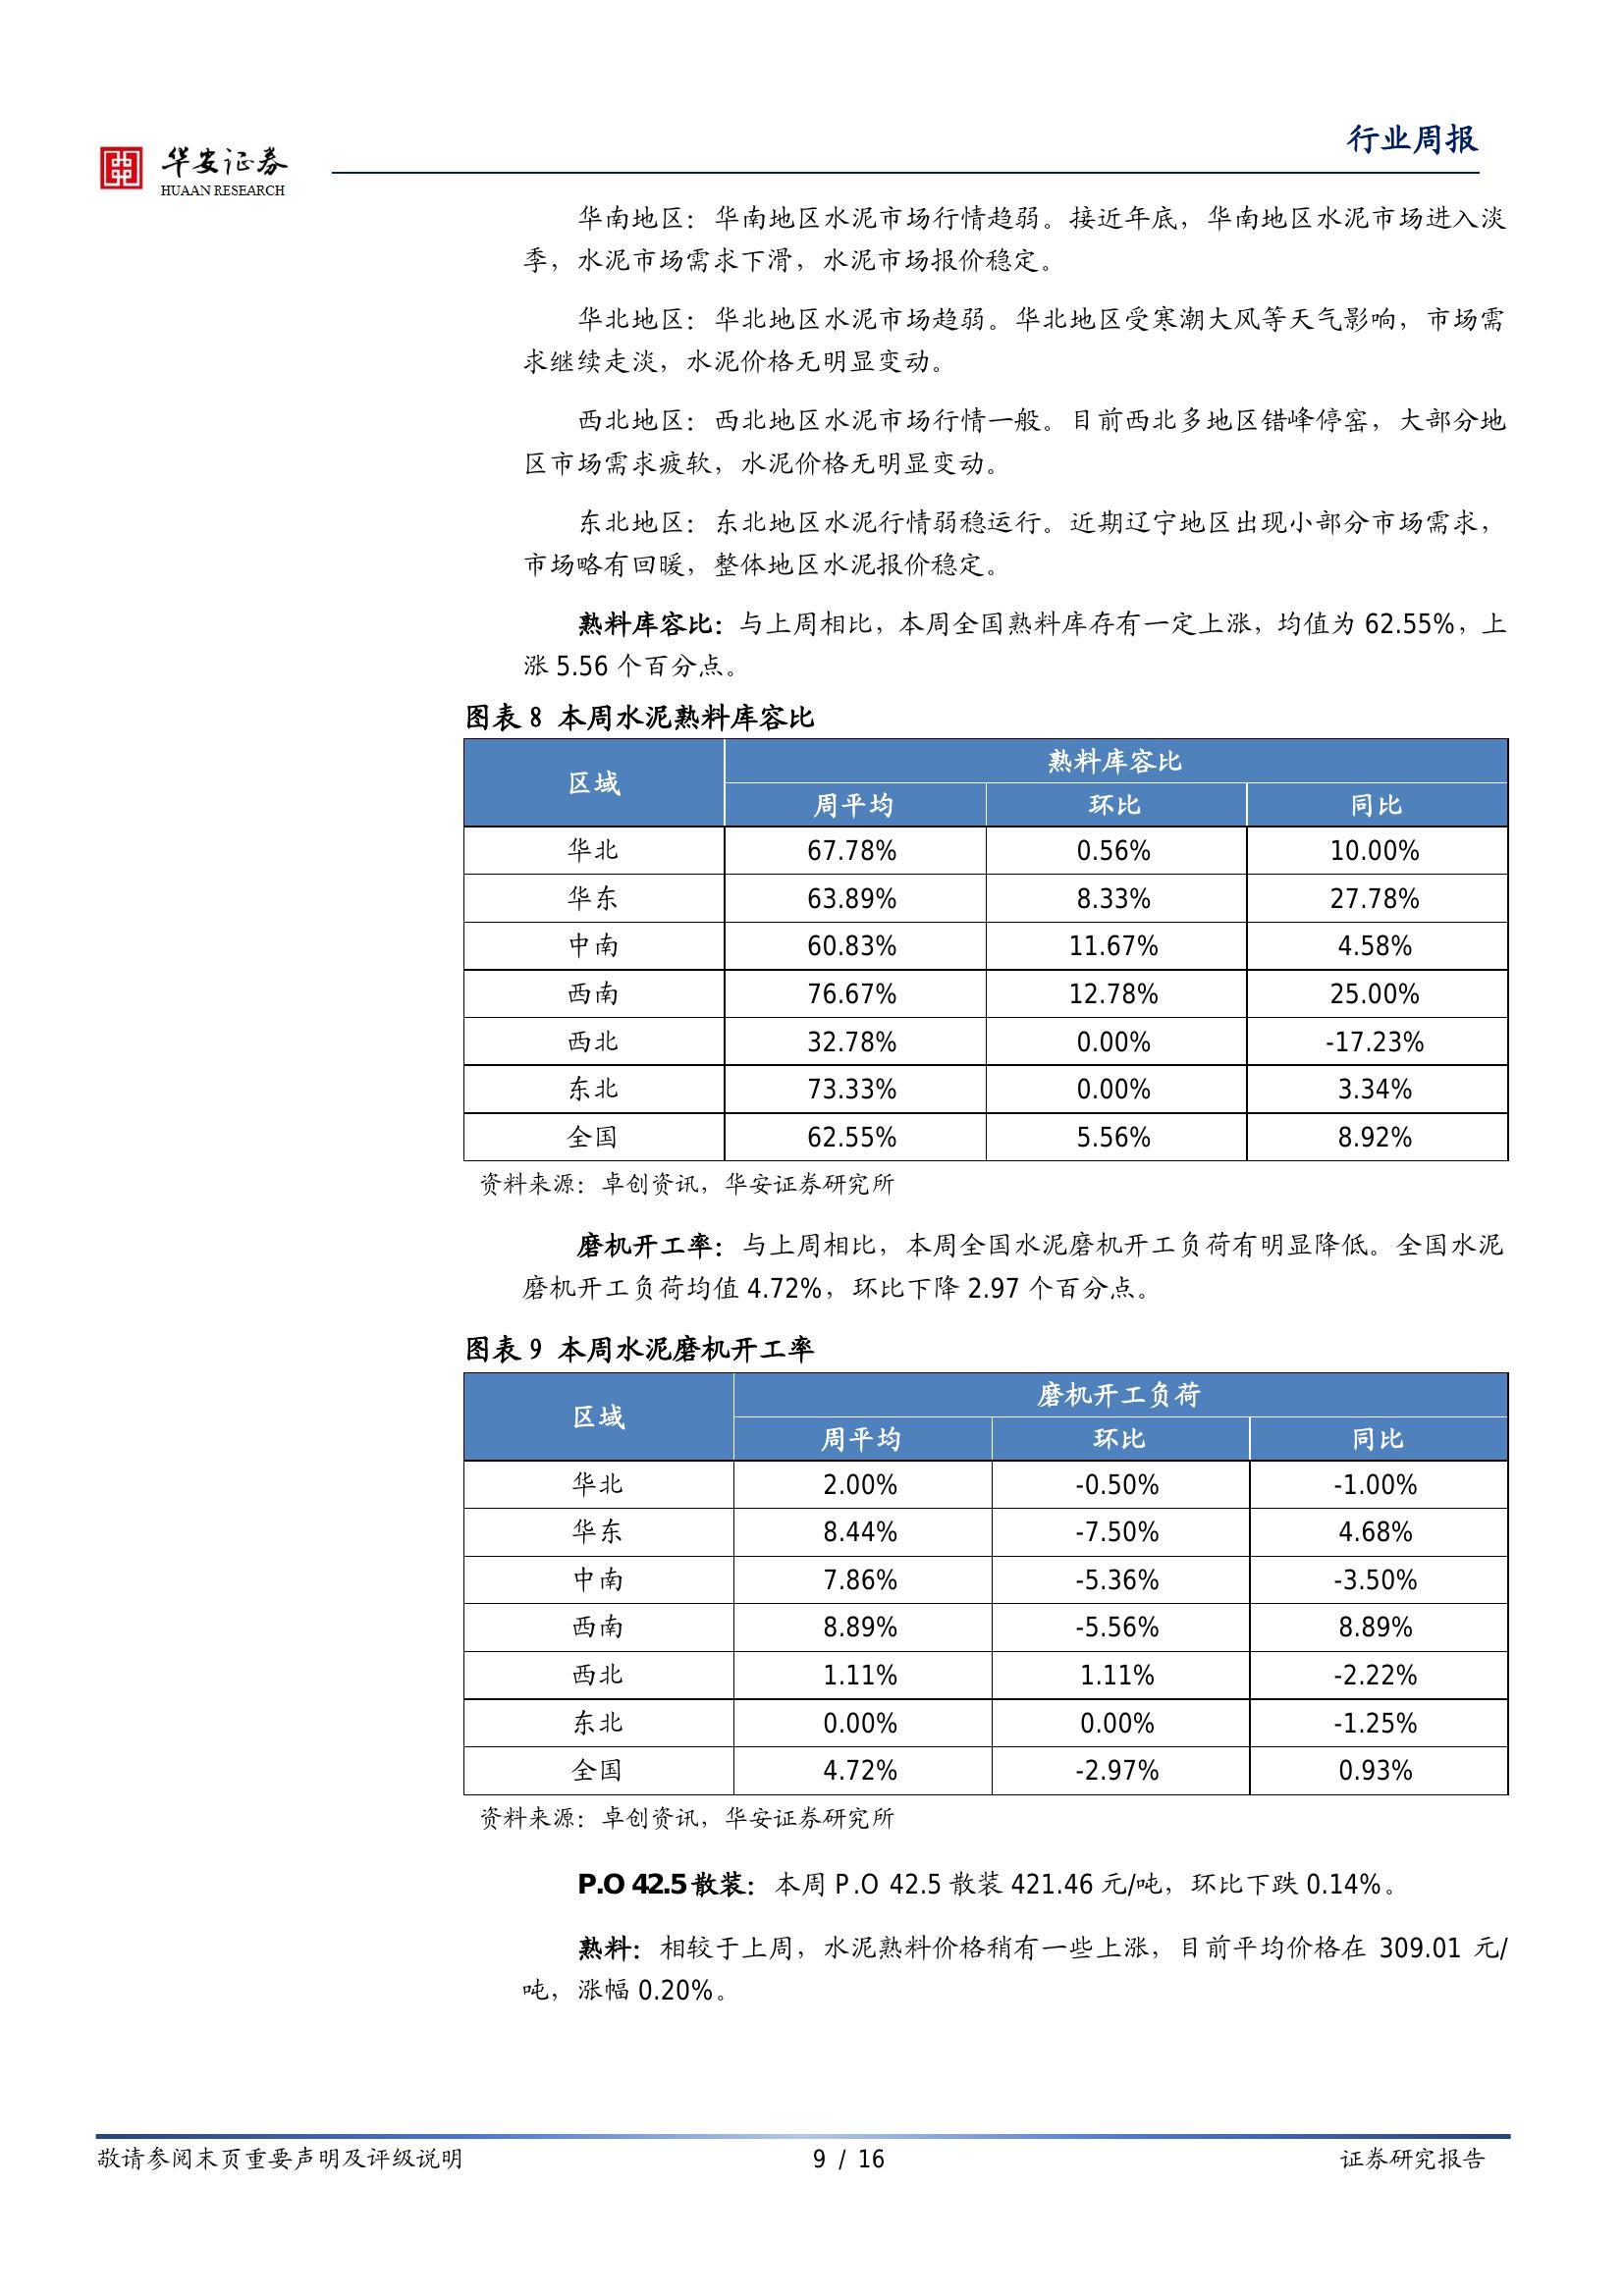 行业周报
华安证券
HUAAN RESEARCH
华南地区：华南地区水泥市场行情趋弱。接近年底，华南地区水泥市场进入淡
季，水泥市场需求下滑，水泥市场报价稳定。
华北地区：华北地区水泥市场趋弱。华北地区受寒潮大风等天气影响，市场需
求继续走淡，水泥价格无明显变动。
西北地区：西北地区水泥市场行情一般。目前西北多地区错峰停窑，大部分地
区市场需求疲软，水泥价格无明显变动。
东北地区：东北地区水泥行情弱稳运行。近期辽宁地区出现小部分市场需求，
市场略有回暖，整体地区水泥报价稳定。
熟料库容比：与上周相比，本周全国熟料库存有一定上涨，均值为 62.55%，上
涨 5.56 个百分点。
图表 8 本周水泥熟料库容比
区域 熟料库容比
周平均 环比 同比
华北 67.78% 0.56% 10.00%
华东 63.89% 8.33% 27.78%
中南 60.83% 11.67% 4.58%
西南 76.67% 12.78% 25.00%
西北 32.78% 0.00% -17.23%
东北 73.33% 0.00% 3.34%
全国 62.55% 5.56% 8.92%
资料来源：卓创资讯，华安证券研究所
磨机开工率：与上周相比，本周全国水泥磨机开工负荷有明显降低。全国水泥
磨机开工负荷均值 4.72%，环比下降 2.97 个百分点。
图表 9 本周水泥磨机开工率
区域 磨机开工负荷
周平均 环比 同比
华北 2.00% -0.50% -1.00%
华东 8.44% -7.50% 4.68%
中南 7.86% -5.36% -3.50%
西南 8.89% -5.56% 8.89%
西北 1.11% 1.11% -2.22%
东北 0.00% 0.00% -1.25%
全国 4.72% -2.97% 0.93%
资料来源：卓创资讯，华安证券研究所
P.O 42.5 散装：本周 P.O 42.5 散装 421.46 元/吨，环比下跌 0.14%。
熟料：相较于上周，水泥熟料价格稍有一些上涨，目前平均价格在 309.01 元/
吨，涨幅 0.20%。
敬请参阅末页重要声明及评级说明 9 / 16 证券研究报告